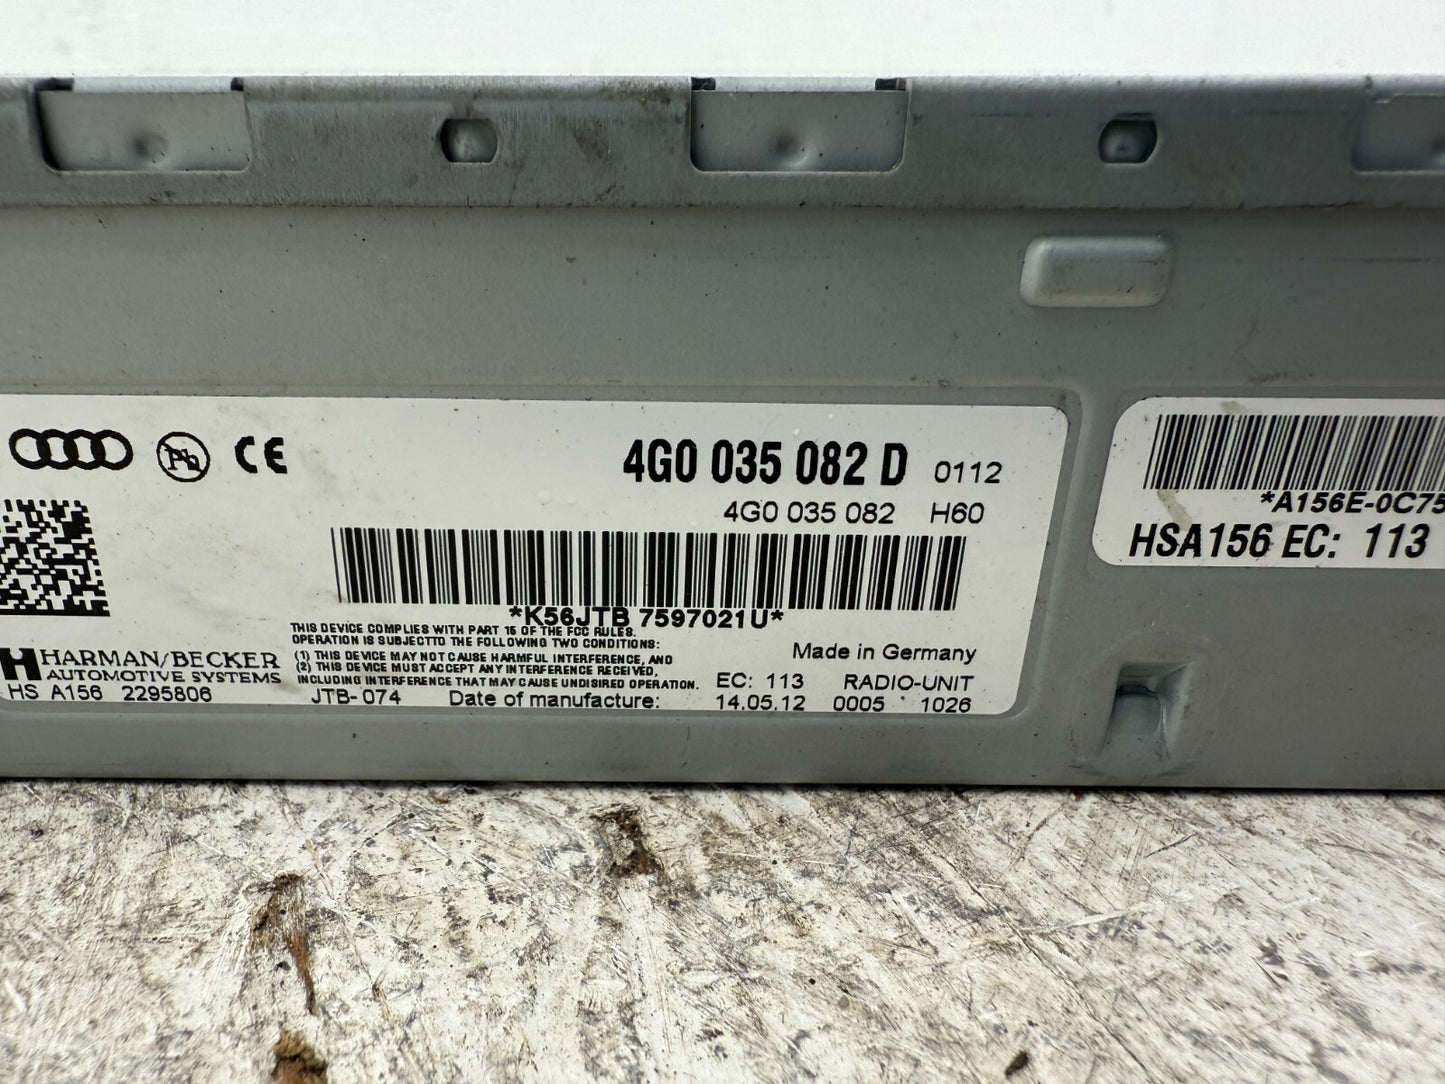 Pb CE
4G0 035 082 D 0112
4G0 035 082 H60
*K56JTB 7597021U*
THIS DEVICE COMPLIES WITH PART 15 OF THE FCC RULES.
OPERATION IS SUBJECTTO THE FOLLOWING TWO CONDITIONS:
(1) THIS DEVICE MAY NOT CAUSE HARMFUL INTERFERENCE, AND
(2) THIS DEVICE MUST ACCEPT ANY INTERFERENCE RECEIVED,
INCLUDING INTERFERENCE THAT MAY CAUSE UNDISIRED OPERATION.
Made in Germany
HARMAN/BECKER
AUTOMOTIVE SYSTEMS
EC: 113 RADIO-UNIT
HS A156 2295806 JTB-074 Date of manufacture: 14.05.12 0005 1026
*A156E-0C75
HSA156 EC: 113